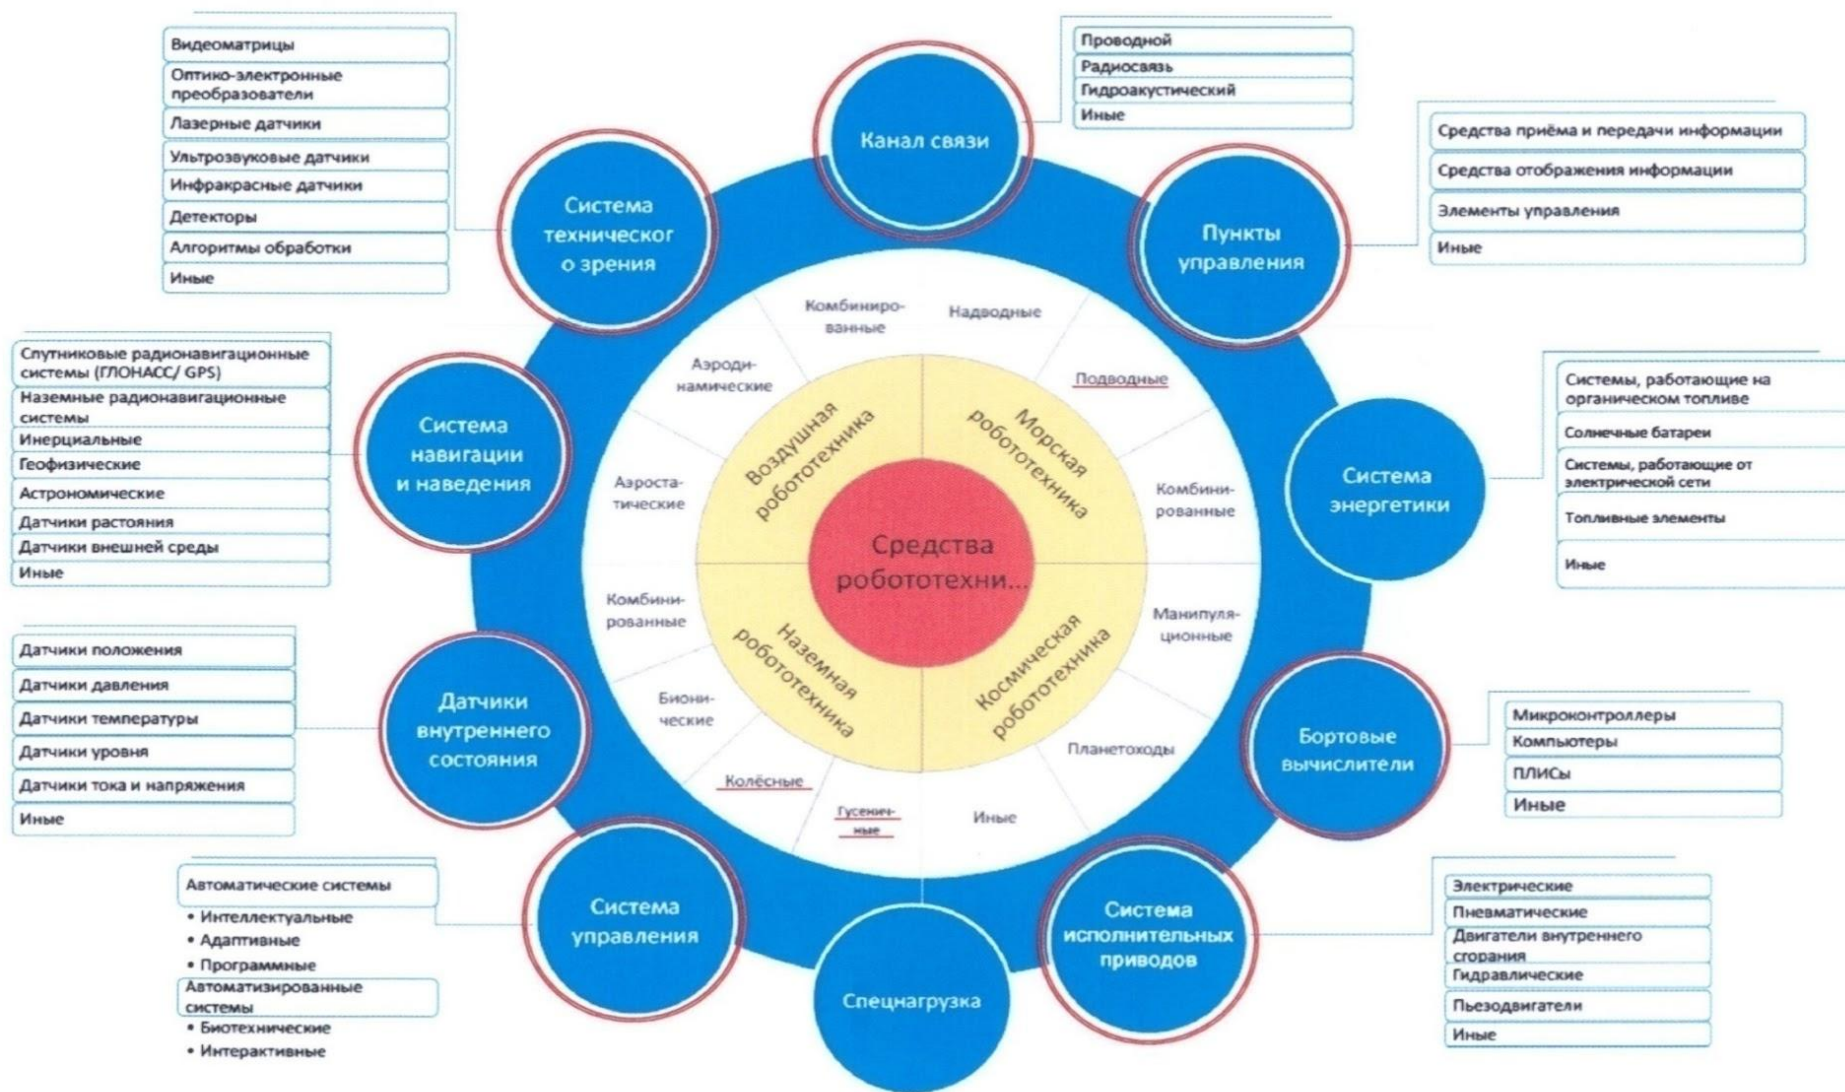 Видеоматрицы
Оптико-электронные
преобразователи
Лазерные датчики
Ультрозвуковые датчики
Инфракрасные датчики
Детекторы
Алгоритмы обработки
Иные
Система
техническог
о зрения
Канал связи
Проводной
Радиосвязь
Гидроакустический
Иные
Пункты
управления
Средства приёма и передачи информации
Средства отображения информации
Элементы управления
Иные
Спутниковые радионавигационные
системы (ГЛОНАСС/ GPS)
Наземные радионавигационные
системы
Инерциальные
Геофизические
Астрономические
Датчики растояния
Датчики внешней среды
Иные
Система
навигации
и наведения
Система
энергетики
Системы, работающие на
органическом топливе
Солнечные батареи
Системы, работающие от
электрической сети
Топливные элементы
Иные
Датчики положения
Датчики давления
Датчики температуры
Датчики уровня
Датчики тока и напряжения
Иные
Датчики
внутреннего
состояния
Бортовые
вычислители
Микроконтроллеры
Компьютеры
ПЛИСы
Иные
Автоматические системы
• Интеллектуальные
• Адаптивные
• Программные
Автоматизированные
системы
• Биотехнические
• Интерактивные
Система
управления
Спецнагрузка
Система
исполнительных
приводов
Электрические
Пневматические
Двигатели внутреннего
сгорания
Гидравлические
Пьезодвигатели
Иные
Комбиниро-
ванные
Надводные
Аэроди-
намические
Подводные
Аэроста-
тические
Комбини-
рованные
Комбини-
рованные
Манипуля-
ционные
Биони-
ческие
Планетоходы
Колёсные
Гусенич-
ные
Иные
Воздушная
робототехника
Морская
робототехника
Наземная
робототехника
Космическая
робототехника
Средства
робототехни...